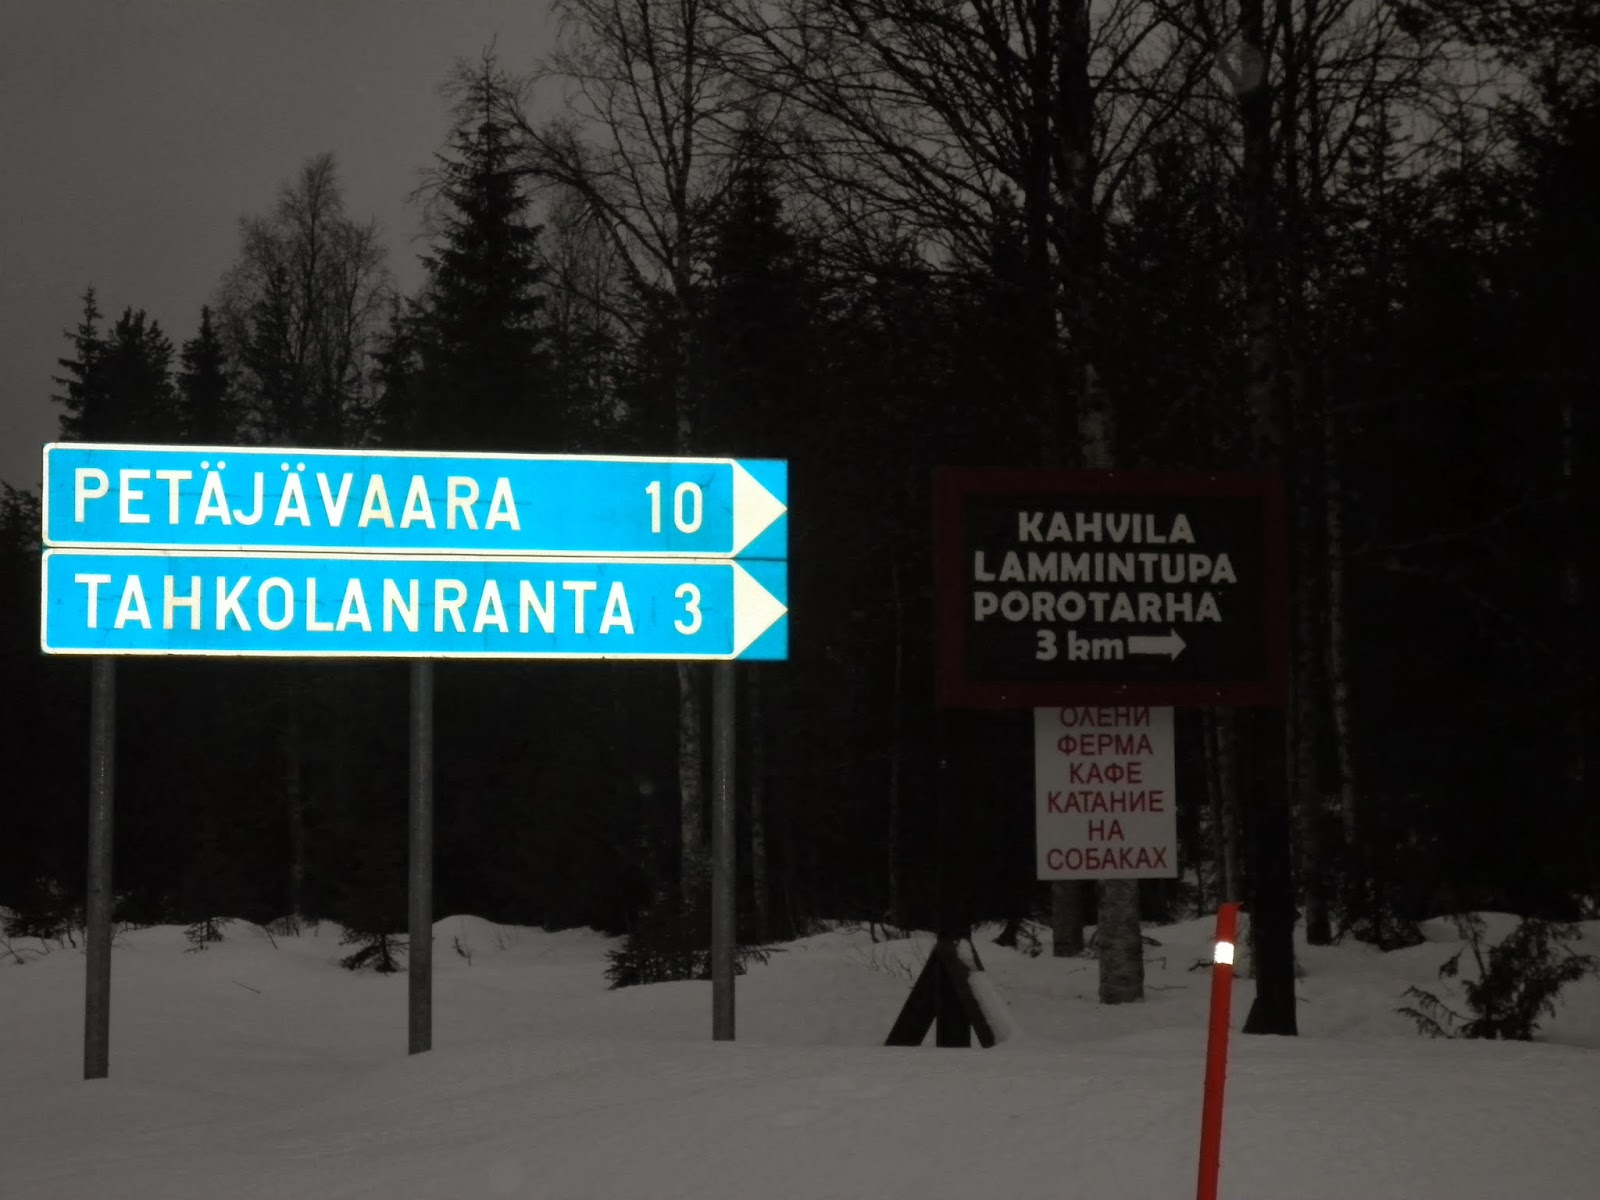 PETÄJÄVAARA 10
TAHKOLANRANTA 3
KAHVILA
LAMMINTUPA
POROTARHA
3 km
ОЛЕНИ
ФЕРМА
КАФЕ
КАТАНИЕ
НА
СОБАКАХ